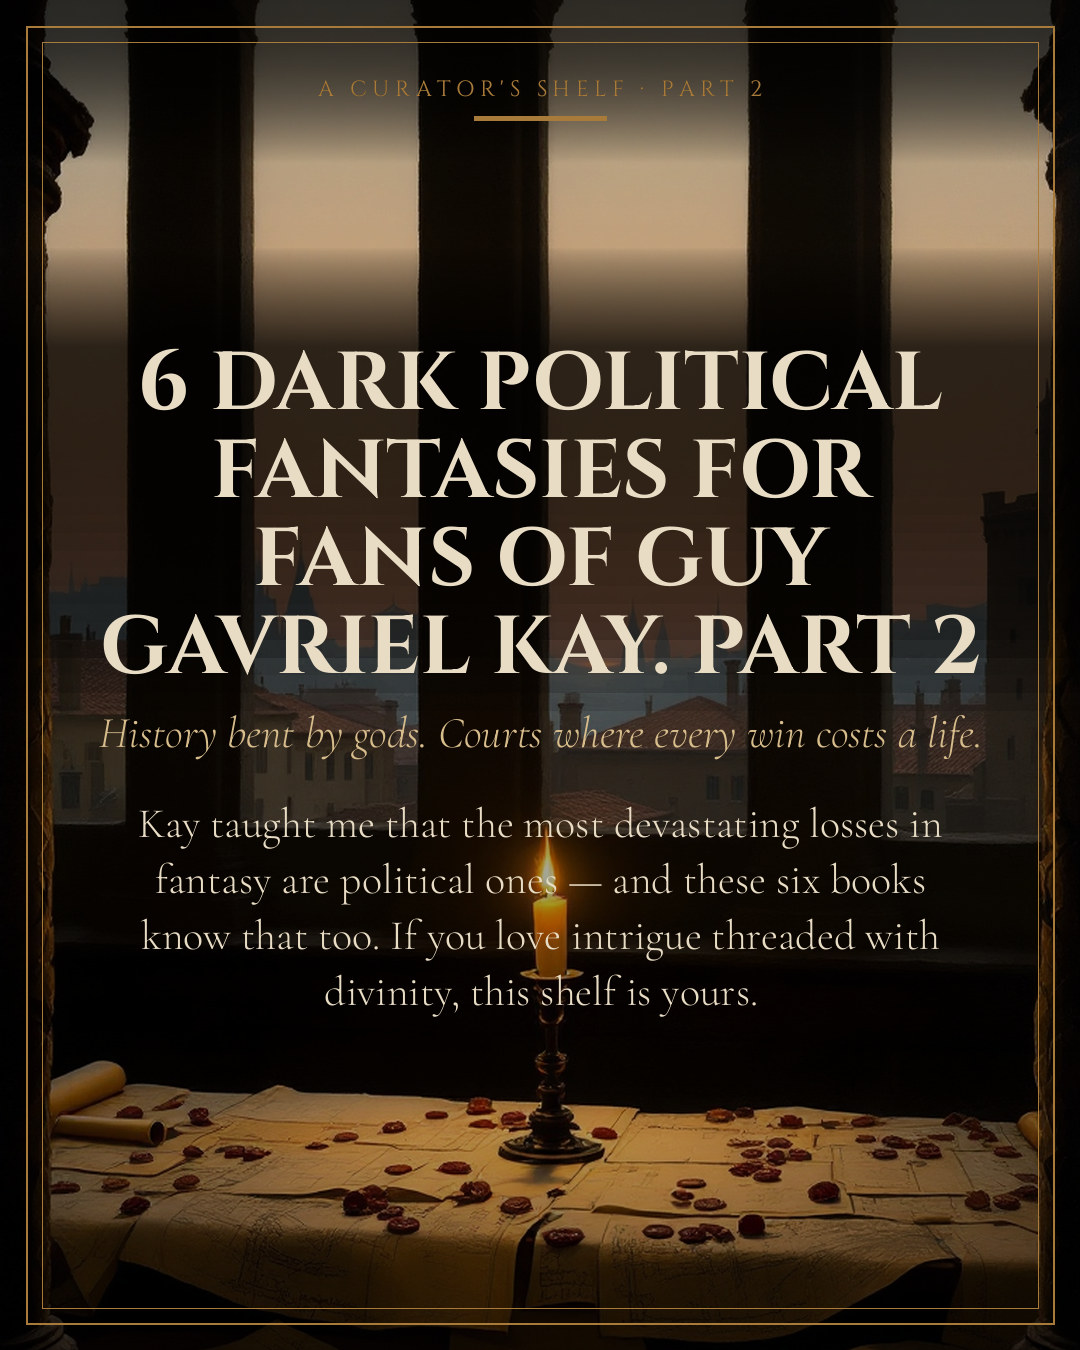 A CURATOR'S SHELF · PART 2
6 DARK POLITICAL
FANTASIES FOR
FANS OF GUY
GAVRIEL KAY. PART 2
History bent by gods. Courts where every win costs a life.
Kay taught me that the most devastating losses in
fantasy are political ones — and these six books
know that too. If you love intrigue threaded with
divinity, this shelf is yours.